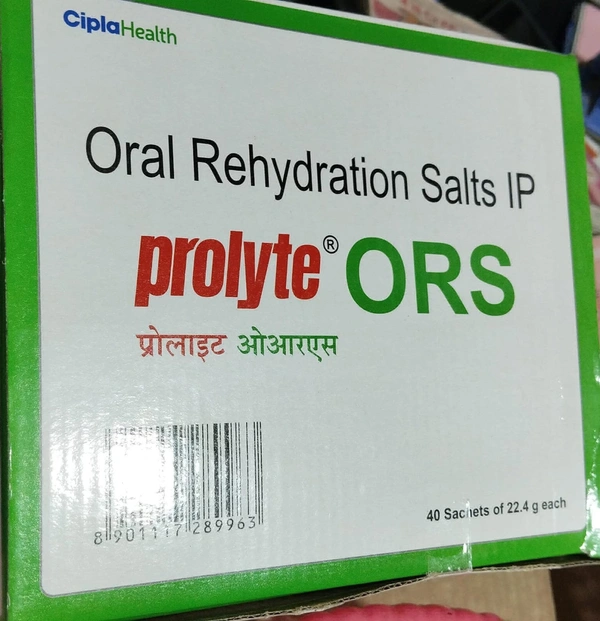 CiplaHealth
Oral Rehydration Salts IP
prolyte® ORS
प्रोलाइट ओआरएस
8 901117 289963
40 Sachets of 22.4 g each